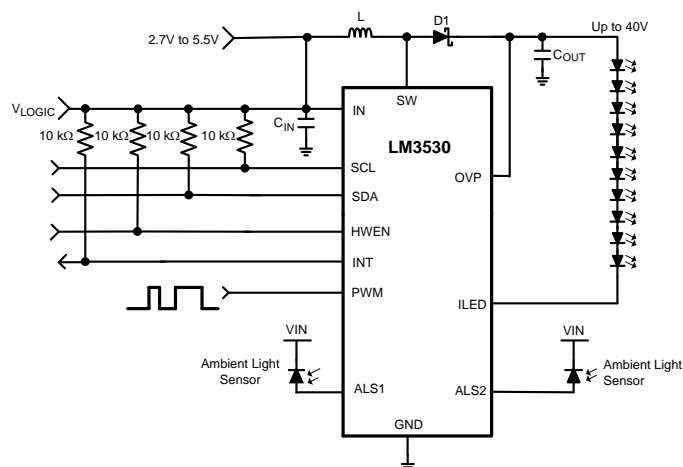 L
D1
2.7V to 5.5V
Up to 40V
COUT
SW
VLOGIC
IN
10 kΩ 10 kΩ 10 kΩ 10 kΩ
CIN
LM3530
SCL
OVP
SDA
HWEN
INT
PWM
ILED
VIN
VIN
Ambient Light
Sensor
Ambient Light
Sensor
ALS1
ALS2
GND